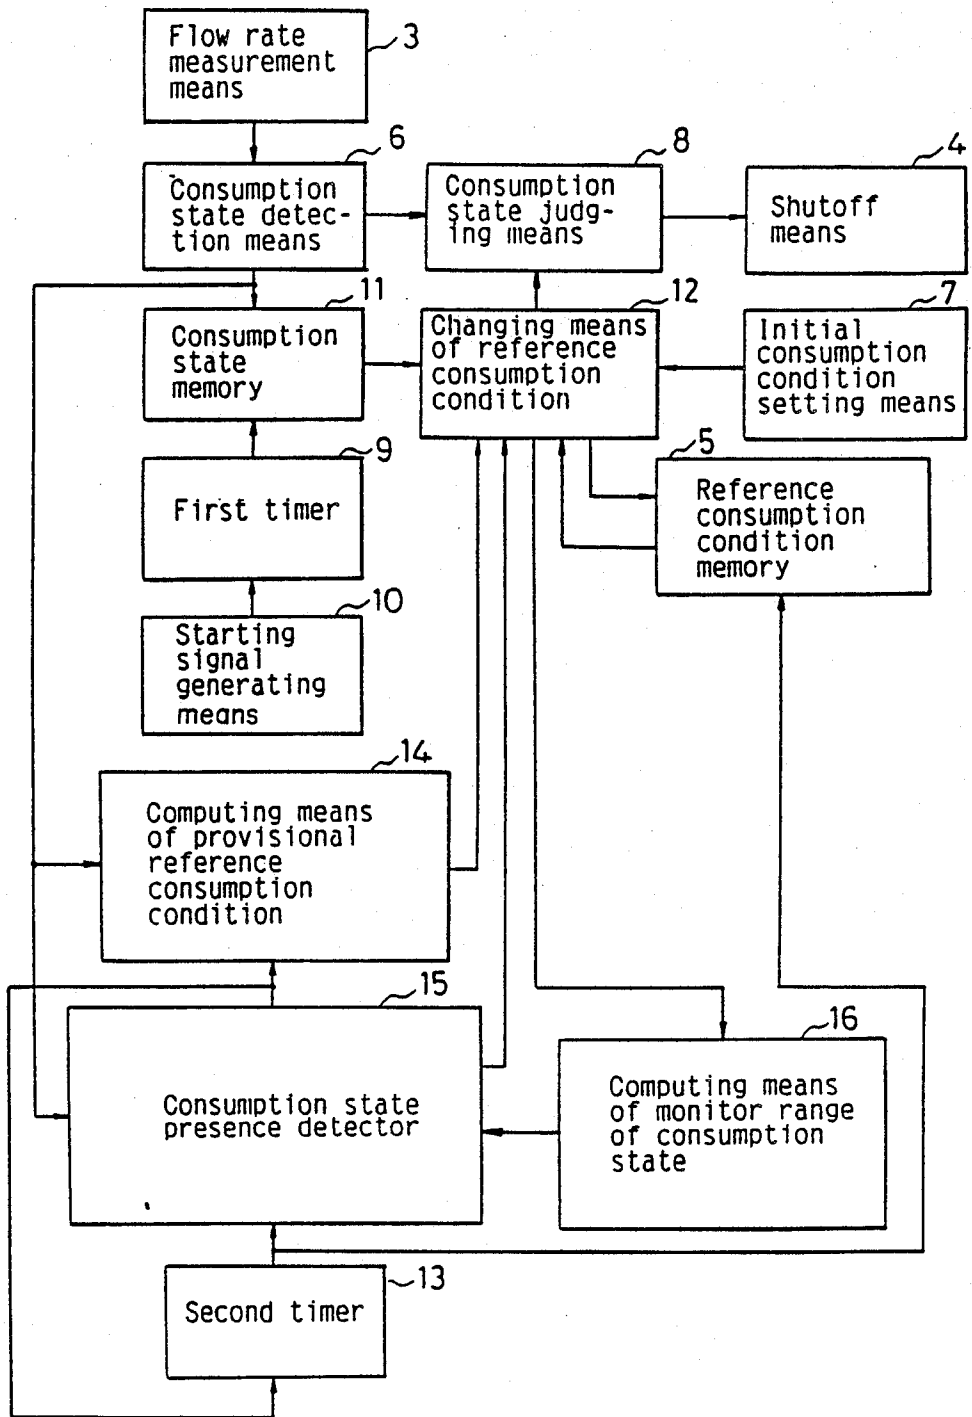 Flow rate
measurement
means
3
6
Consumption
state detec-
tion means
8
Consumption
state judg-
ing means
4
Shutoff
means
11
Consumption
state
memory
12
Changing means
of reference
consumption
condition
7
Initial
consumption
condition
setting means
9
First timer
5
Reference
consumption
condition
memory
10
Starting
signal
generating
means
14
Computing means
of provisional
reference
consumption
condition
15
Consumption state
presence detector
16
Computing means
of monitor range
of consumption
state
13
Second timer